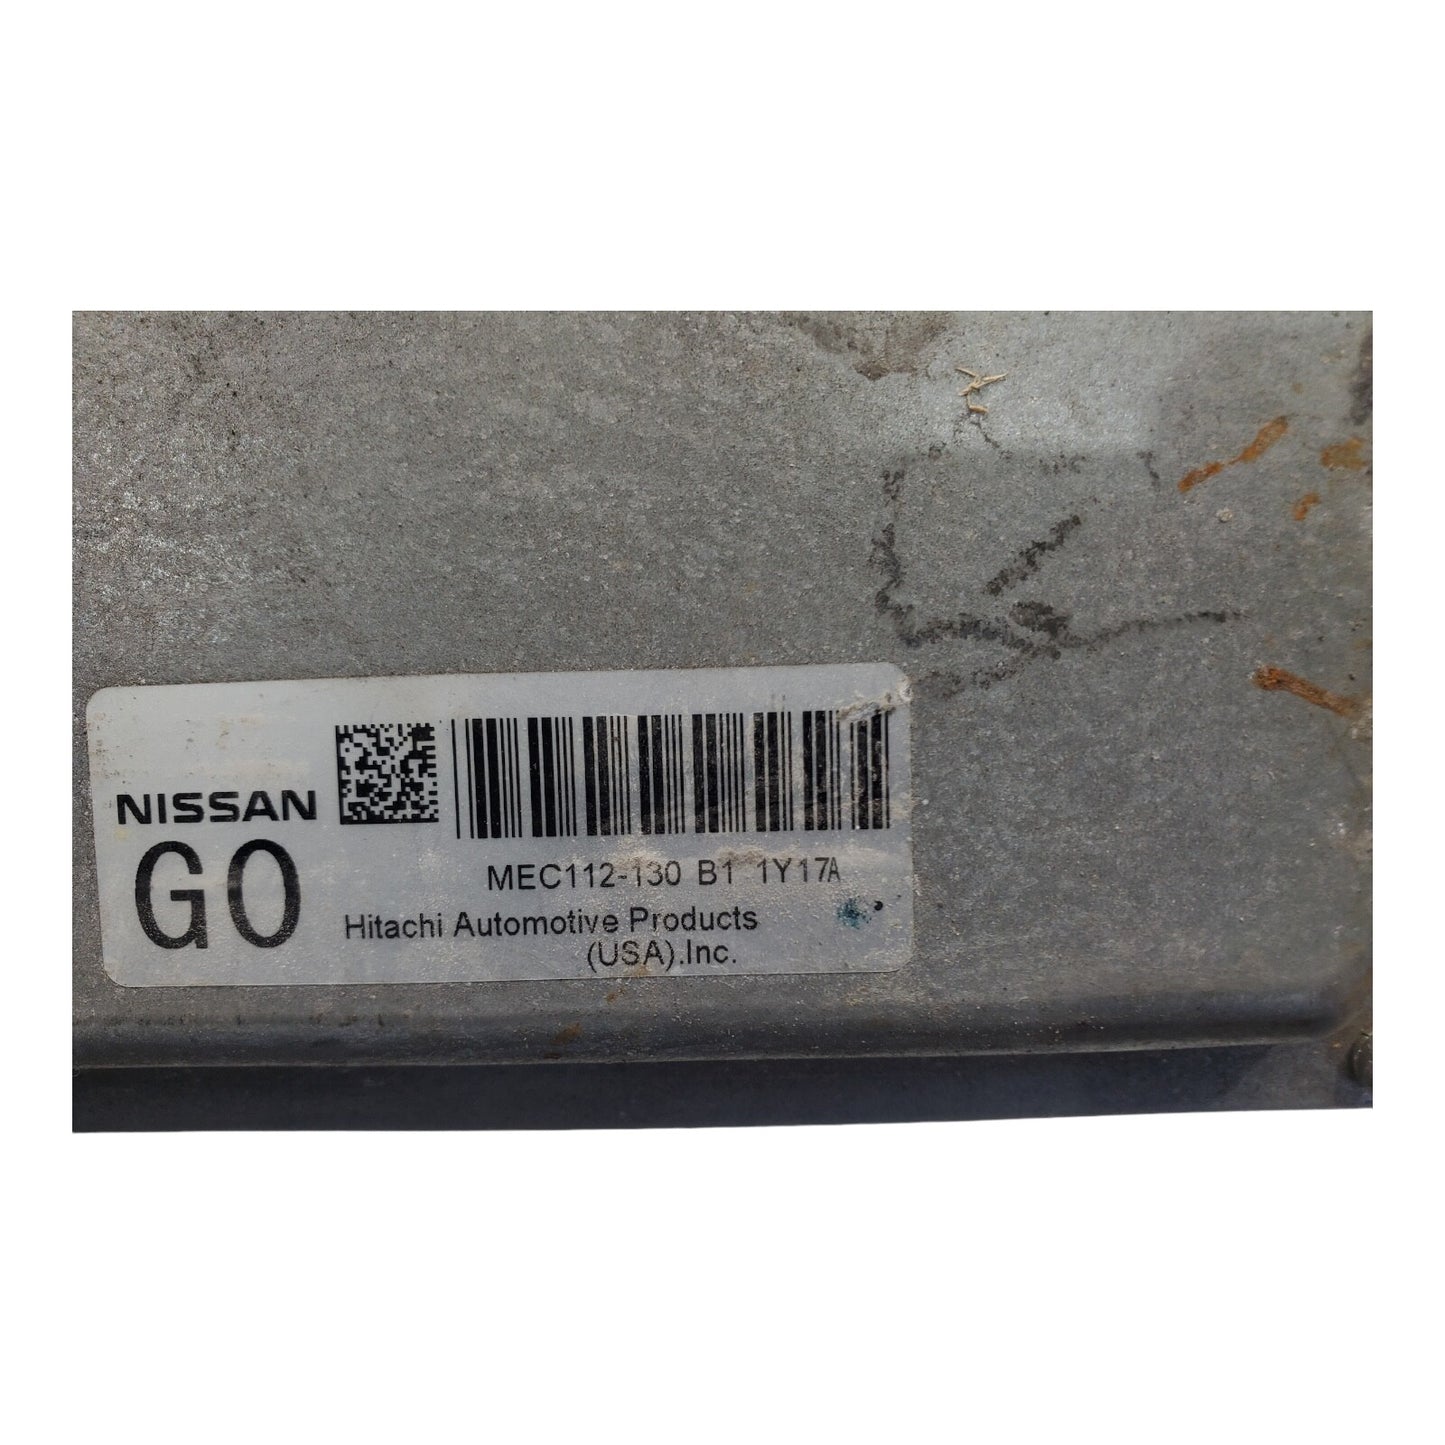 NISSAN
GO
MEC112-130 B1 1Y17A
Hitachi Automotive Products
(USA).Inc.